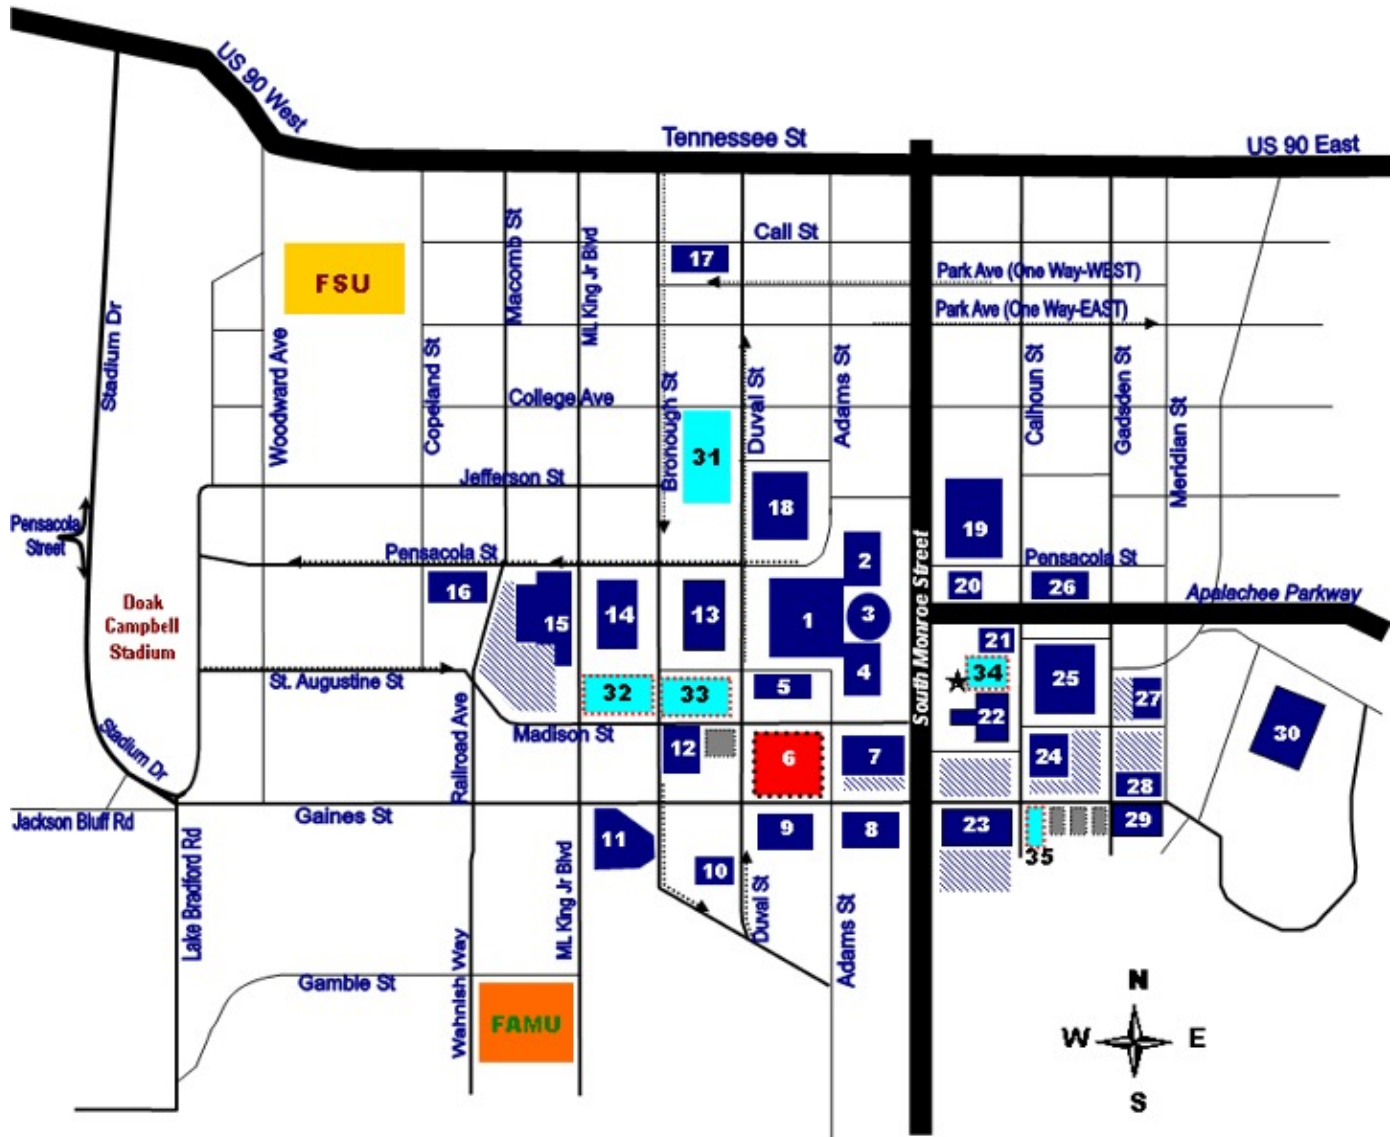 US 90 West
Tennessee St
US 90 East
Call St
17
Park Ave (One Way-WEST)
Park Ave (One Way-EAST)
FSU
Macomb St
ML King Jr Blvd
Stadium Dr
Woodward Ave
Copeland St
College Ave
Bronough St
Duval St
Adams St
Calhoun St
Gadsden St
Meridian St
31
Jefferson St
18
19
Pensacola
Street
Pensacola St
South Monroe Street
Pensacola St
2
16
15
14
13
1
3
20
26
Apalachee Parkway
Doak
Campbell
Stadium
21
St. Augustine St
32
33
5
4
34
25
27
22
Railroad Ave
Madison St
12
6
7
24
30
28
Stadium Dr
Jackson Bluff Rd
Gaines St
11
9
8
23
35
29
10
Lake Bradford Rd
ML King Jr Blvd
Duval St
Adams St
Wahnish Way
Gamble St
FAMU
N
W
E
S